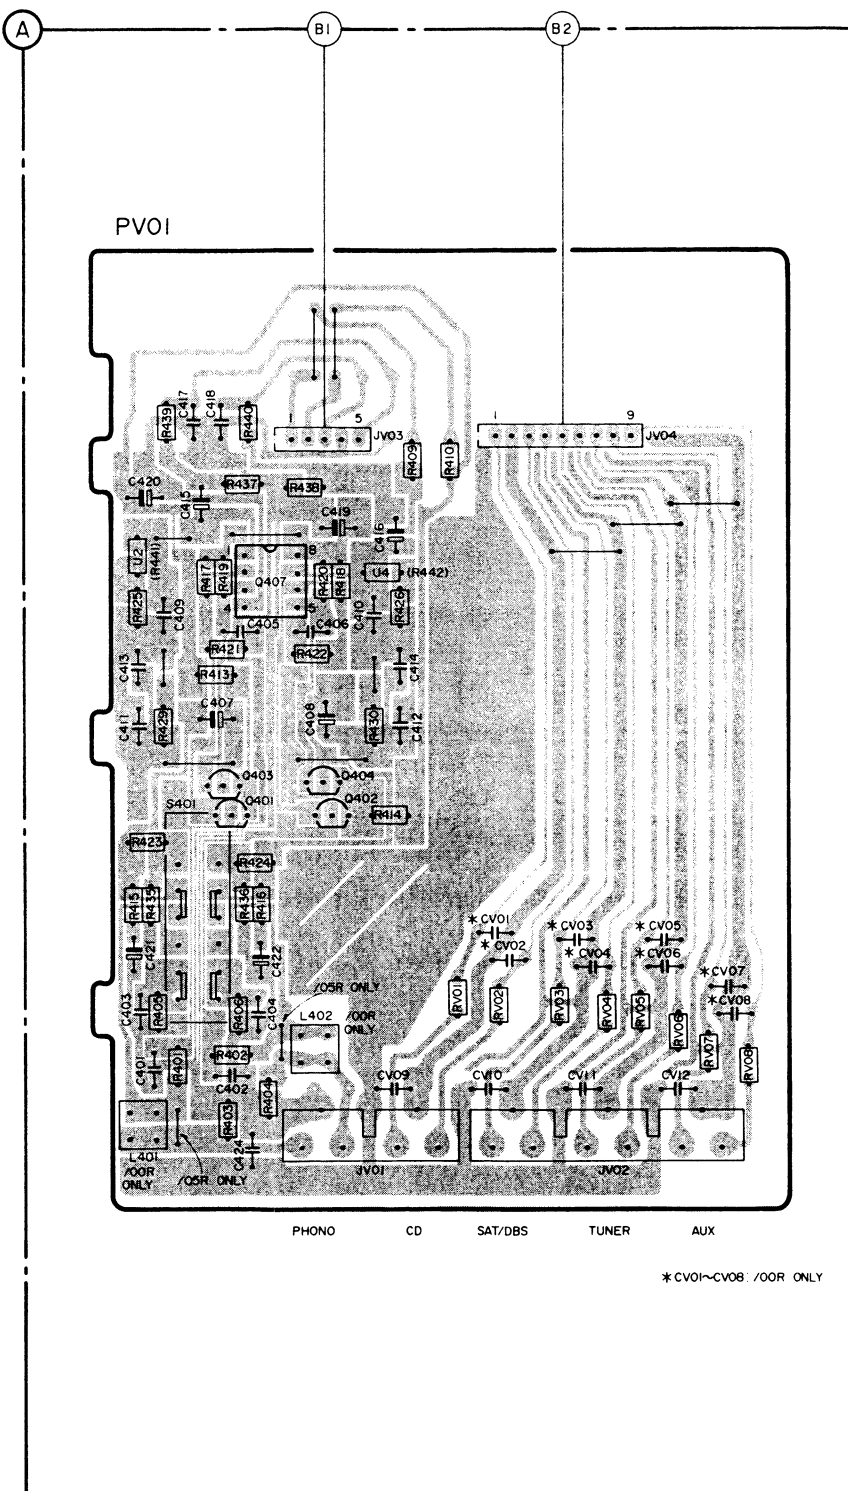 A B1 B2
PV01
R439 C417 C418 R440
1 5 JV03 1 9 JV04
R409 R410
C420 C415 R437 R438
C419 C416
U2 (R441) R417 R419 1 8 Q407 4 5 R420 R418 U4 (R442)
R425 C409 C410 R426
C405 C406
C413 R421 R422 C414
R413
C411 R429 C407 C408 R430 C412
Q403 Q404
S401 Q401 Q402
R414
R423
R424
R415 R435 R436 R416
*CV01 *CV03 *CV05
*CV02 *CV04 *CV06
C421 C422
*CV07
*CV08
/05R ONLY
C403 R405 C404 L402 /00R ONLY
RV01 RV02 RV03 RV04 RV05 RV06 RV07 RV08
C401 R401 R402
C402 R404 CV09 CV10 CV11 CV12
R403
L401 C424 JV01 JV02
/00R ONLY
/05R ONLY
PHONO CD SAT/DBS TUNER AUX
*CV01~CV08: /00R ONLY